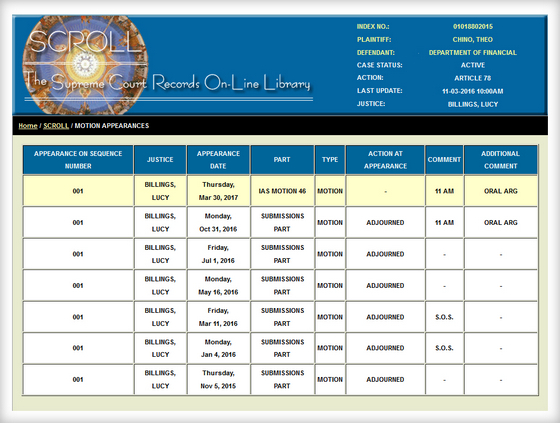 SCROLL
The Supreme Court Records On-Line Library
INDEX NO.: 01018802015
PLAINTIFF: CHINO, THEO
DEFENDANT: DEPARTMENT OF FINANCIAL
CASE STATUS: ACTIVE
ACTION: ARTICLE 78
LAST UPDATE: 11-03-2016 10:00AM
JUSTICE: BILLINGS, LUCY
Home / SCROLL / MOTION APPEARANCES
APPEARANCE ON SEQUENCE NUMBER JUSTICE APPEARANCE DATE PART TYPE ACTION AT APPEARANCE COMMENT ADDITIONAL COMMENT
001 BILLINGS, LUCY Thursday, Mar 30, 2017 IAS MOTION 46 MOTION - 11 AM ORAL ARG
001 BILLINGS, LUCY Monday, Oct 31, 2016 SUBMISSIONS PART MOTION ADJOURNED 11 AM ORAL ARG
001 BILLINGS, LUCY Friday, Jul 1, 2016 SUBMISSIONS PART MOTION ADJOURNED - -
001 BILLINGS, LUCY Monday, May 16, 2016 SUBMISSIONS PART MOTION ADJOURNED - -
001 BILLINGS, LUCY Friday, Mar 11, 2016 SUBMISSIONS PART MOTION ADJOURNED S.O.S. -
001 BILLINGS, LUCY Monday, Jan 4, 2016 SUBMISSIONS PART MOTION ADJOURNED S.O.S. -
001 BILLINGS, LUCY Thursday, Nov 5, 2015 SUBMISSIONS PART MOTION ADJOURNED - -